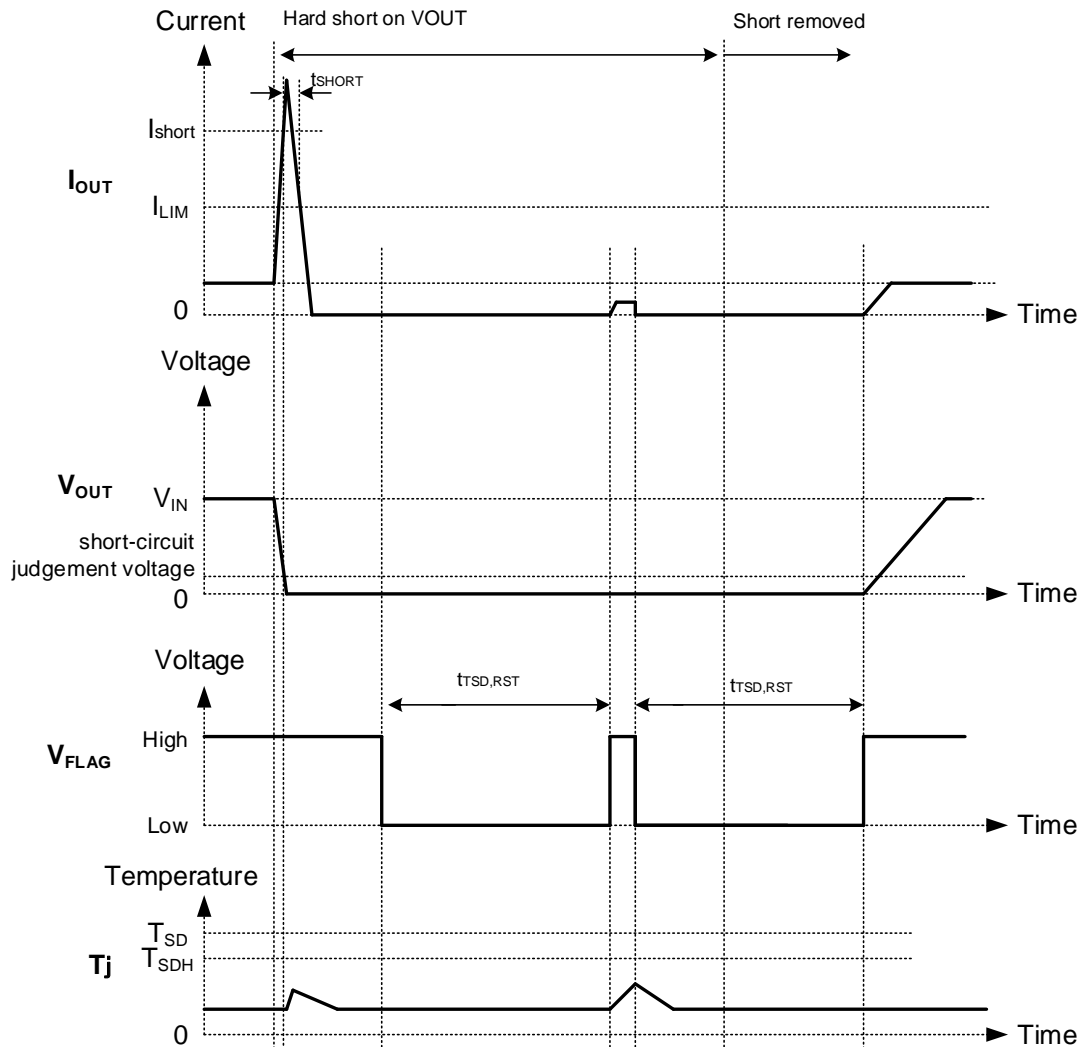 Current
Hard short on VOUT
Short removed
tSHORT
Ishort
IOUT
ILIM
0
Time
Voltage
VOUT
VIN
short-circuit
judgement voltage
0
Time
Voltage
tTSD,RST
tTSD,RST
High
VFLAG
Low
Time
Temperature
TSD
Tj
TSDH
0
Time